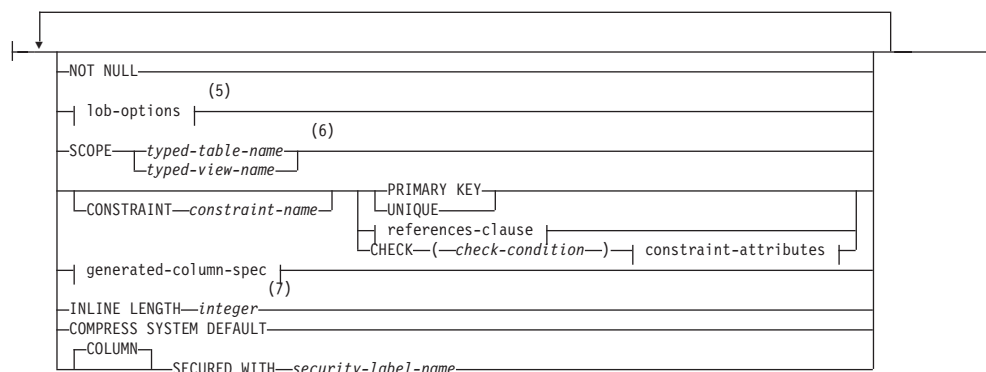 NOT NULL
(5)
lob-options
(6)
SCOPE typed-table-name
typed-view-name
PRIMARY KEY
CONSTRAINT constraint-name UNIQUE
references-clause
CHECK ( check-condition ) constraint-attributes
generated-column-spec
(7)
INLINE LENGTH integer
COMPRESS SYSTEM DEFAULT
COLUMN
SECURED WITH security-label-name